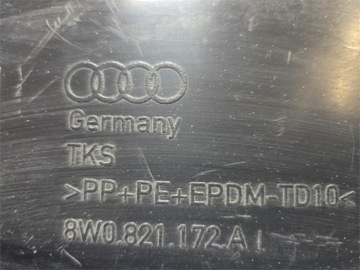 Germany
TKS
>PP+PE+EPDM-TD10<
8W0.821.172.A